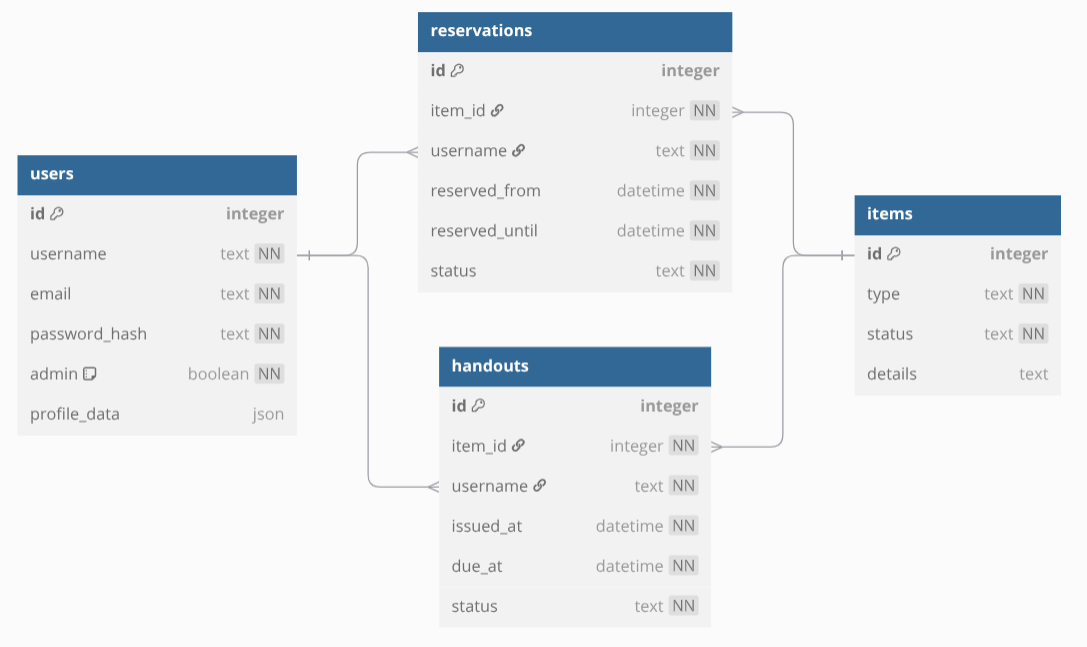 reservations
id integer
item_id integer NN
username text NN
reserved_from datetime NN
reserved_until datetime NN
status text NN
users
id integer
username text NN
email text NN
password_hash text NN
admin boolean NN
profile_data json
items
id integer
type text NN
status text NN
details text
handouts
id integer
item_id integer NN
username text NN
issued_at datetime NN
due_at datetime NN
status text NN